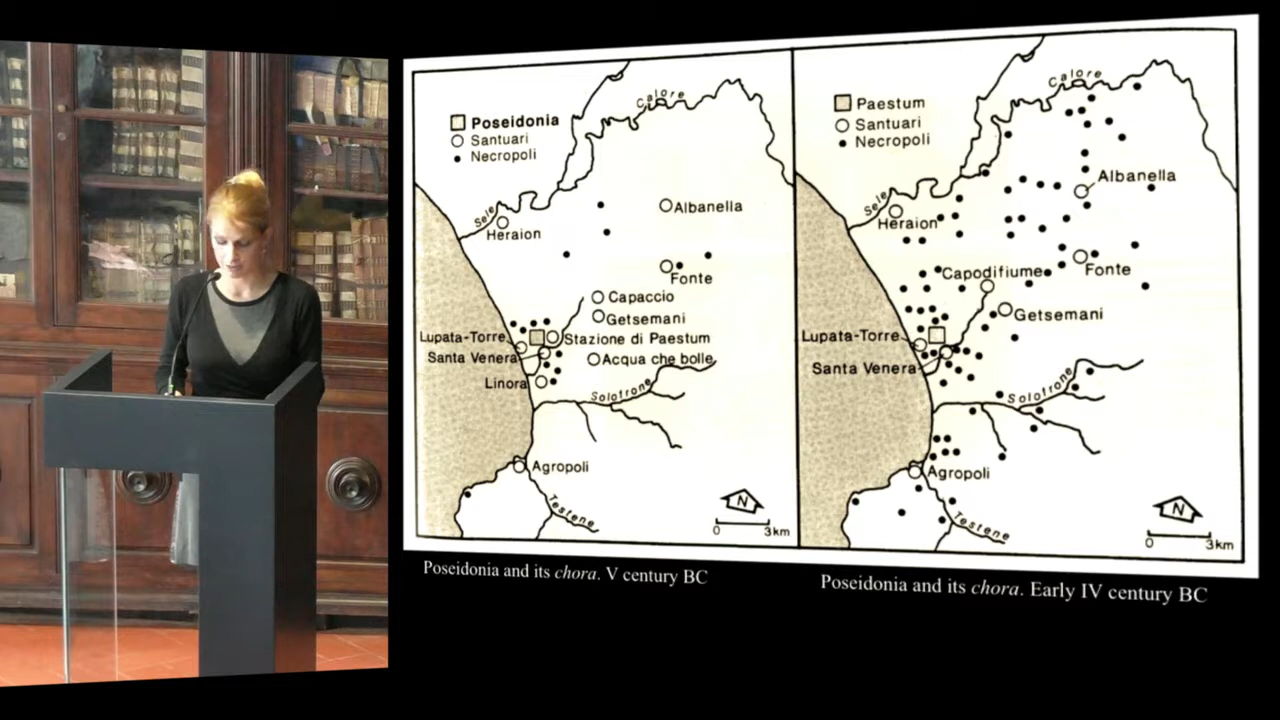 Poseidonia
Santuari
Necropoli
Calore
Sele
Heraion
Albanella
Fonte
Capaccio
Getsemani
Lupata-Torre
Stazione di Paestum
Santa Venera
Acqua che bolle
Linora
Solofrone
Agropoli
Testene
N
0 3km
Poseidonia and its chora. V century BC
Paestum
Santuari
Necropoli
Calore
Sele
Heraion
Albanella
Capodifiume
Fonte
Getsemani
Lupata-Torre
Santa Venera
Solofrone
Agropoli
Testene
N
0 3km
Poseidonia and its chora. Early IV century BC